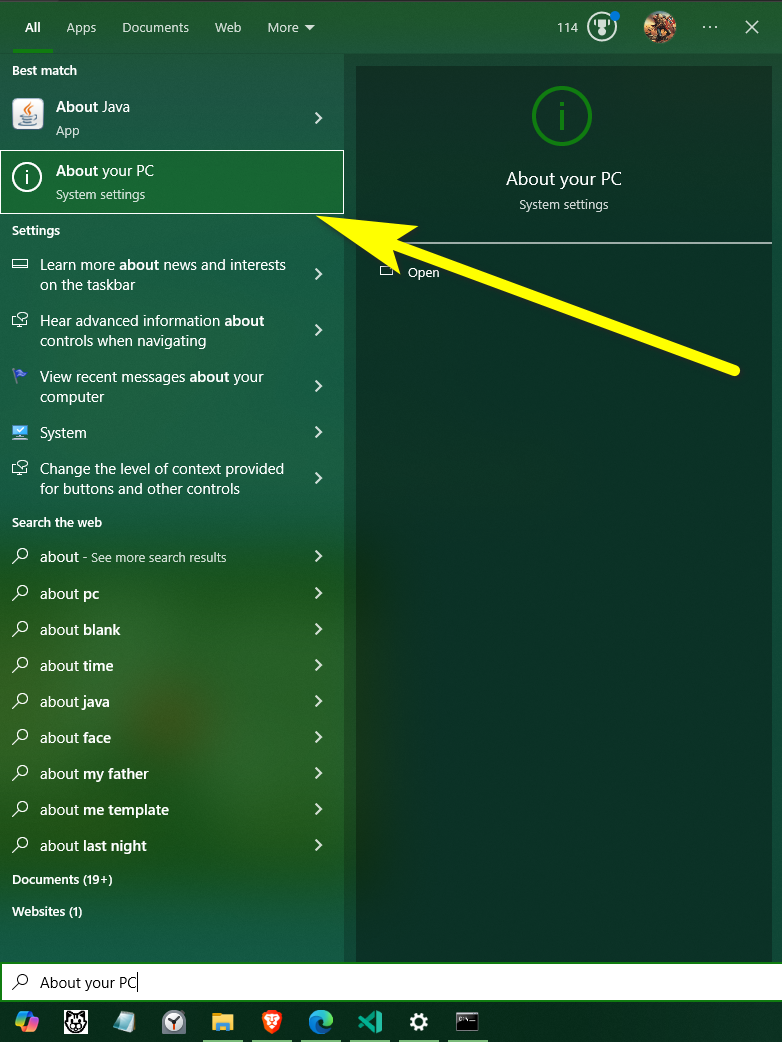 All Apps Documents Web More 114
Best match
About Java
App
About your PC
System settings
Settings
Learn more about news and interests
on the taskbar
Hear advanced information about
controls when navigating
View recent messages about your
computer
System
Change the level of context provided
for buttons and other controls
Search the web
about - See more search results
about pc
about blank
about time
about java
about face
about my father
about me template
about last night
Documents (19+)
Websites (1)
About your PC
System settings
Open
About your PC